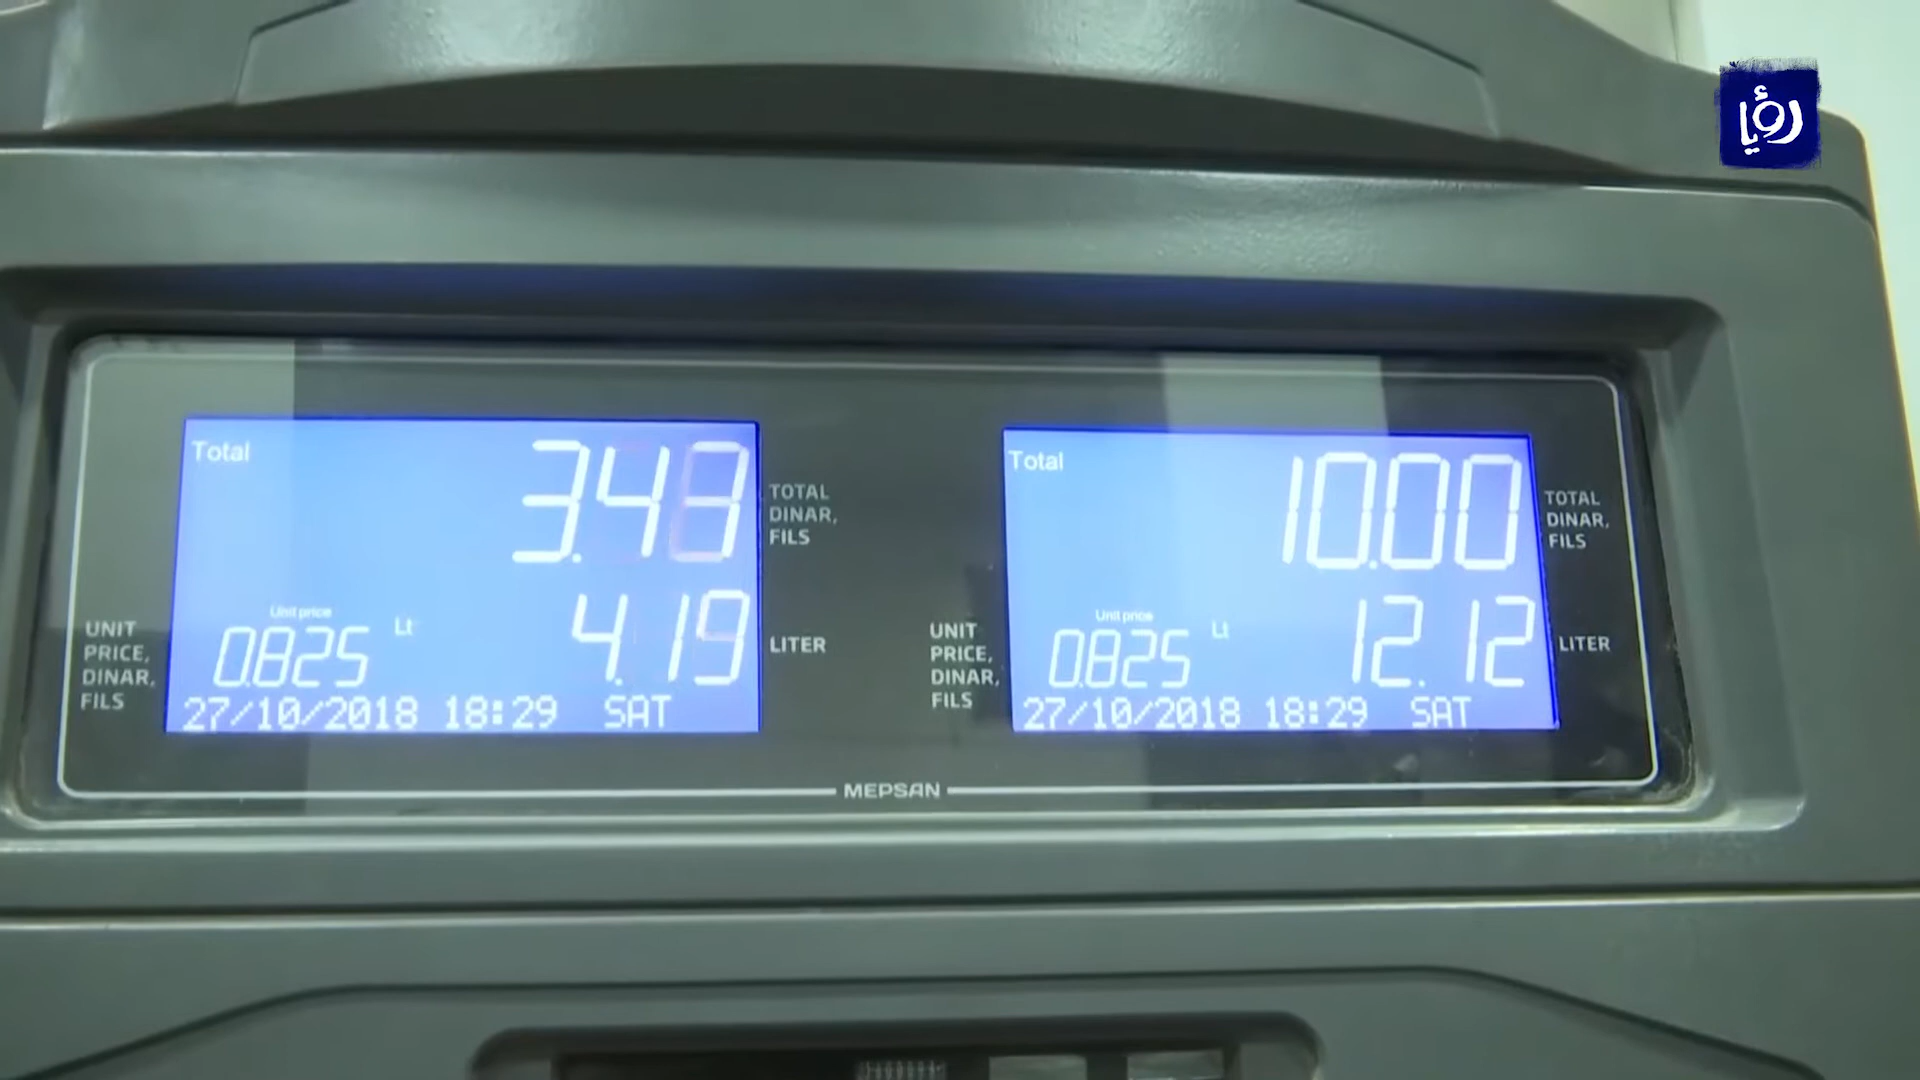 رؤيا
Total
TOTAL
DINAR,
FILS
Unit price
0.825
Lt
4.19
LITER
UNIT
PRICE,
DINAR,
FILS
27/10/2018 18:29 SAT
Total
10.00
TOTAL
DINAR,
FILS
Unit price
0.825
Lt
12.12
LITER
UNIT
PRICE,
DINAR,
FILS
27/10/2018 18:29 SAT
MEPSAN